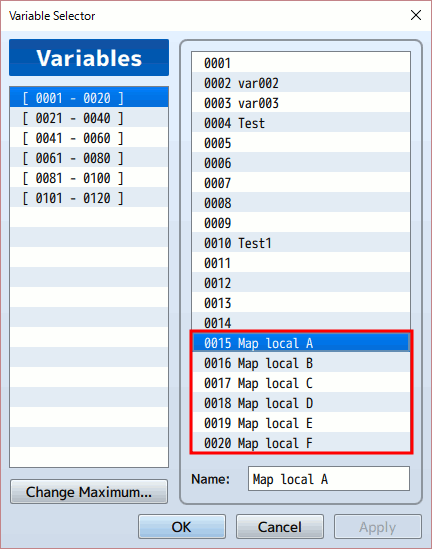 Variable Selector
Variables
[ 0001 - 0020 ]
[ 0021 - 0040 ]
[ 0041 - 0060 ]
[ 0061 - 0080 ]
[ 0081 - 0100 ]
[ 0101 - 0120 ]
Change Maximum...
0001
0002 var002
0003 var003
0004 Test
0005
0006
0007
0008
0009
0010 Test1
0011
0012
0013
0014
0015 Map local A
0016 Map local B
0017 Map local C
0018 Map local D
0019 Map local E
0020 Map local F
Name: Map local A
OK Cancel Apply